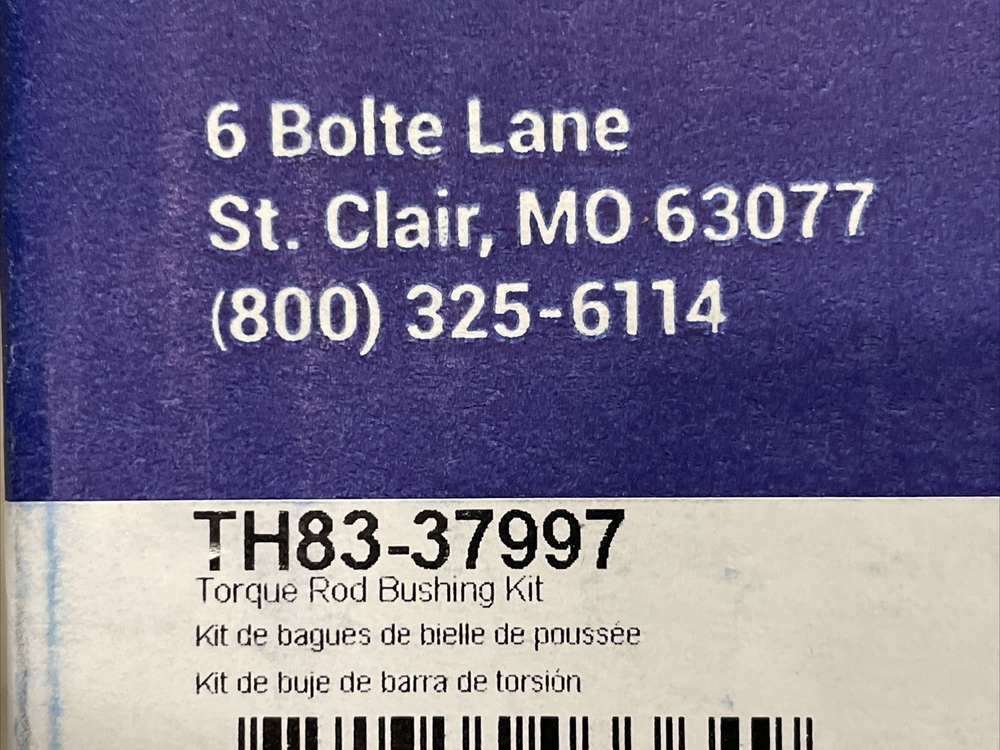 6 Bolte Lane
St. Clair, MO 63077
(800) 325-6114
TH83-37997
Torque Rod Bushing Kit
Kit de bagues de bielle de poussée
Kit de buje de barra de torsión